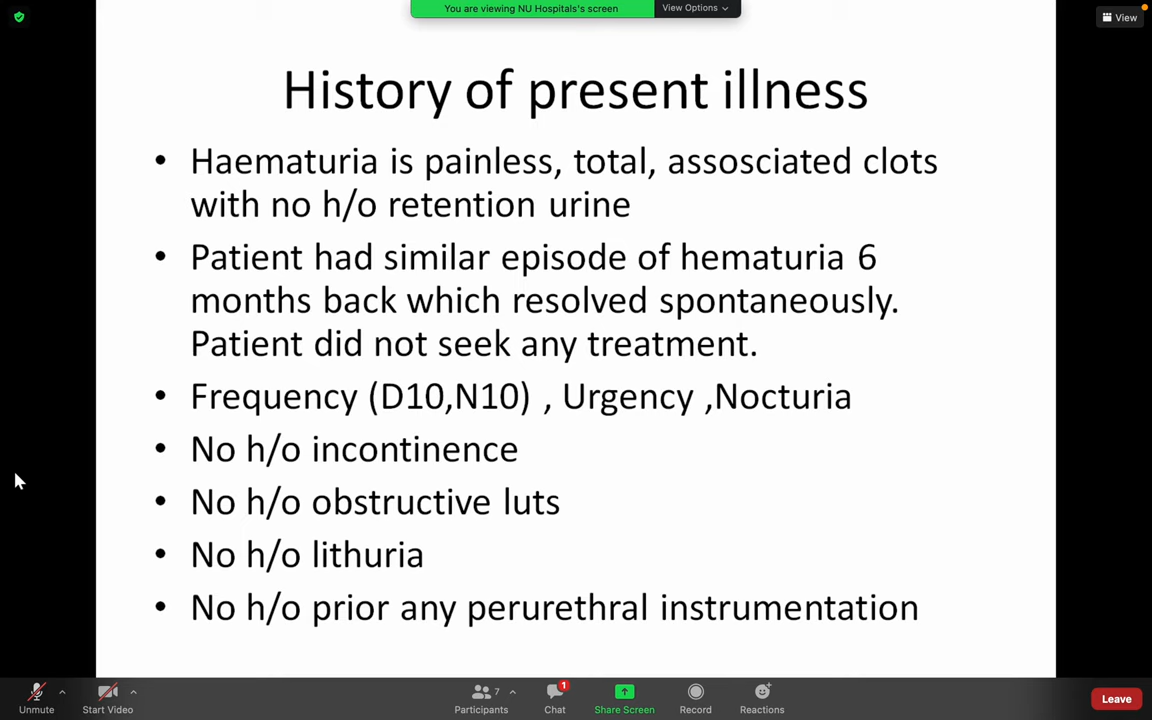 You are viewing NU Hospitals's screen
View Options
View
History of present illness
• Haematuria is painless, total, assosciated clots
with no h/o retention urine
• Patient had similar episode of hematuria 6
months back which resolved spontaneously.
Patient did not seek any treatment.
• Frequency (D10,N10) , Urgency ,Nocturia
• No h/o incontinence
• No h/o obstructive luts
• No h/o lithuria
• No h/o prior any perurethral instrumentation
Unmute
Start Video
7
Participants
1
Chat
Share Screen
Record
Reactions
Leave